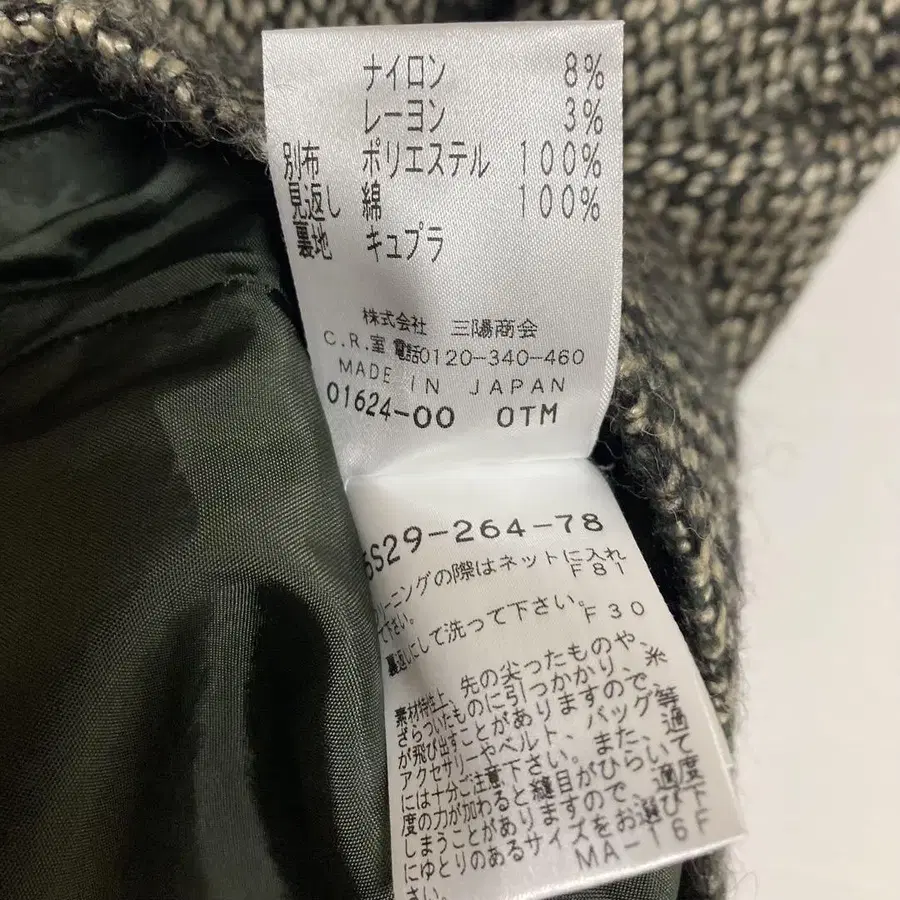 ナイロン 8%
レーヨン 3%
別布 ポリエステル 100%
見返し 綿 100%
裏地 キュプラ
株式会社 三陽商会
C.R.室 電話0120-340-460
MADE IN JAPAN
01624-00 OTM
S29-264-78
ーニングの際はネットに入れ
て下さい。 F81
裏返しにして洗って下さい。 F30
素材特性上、先の尖ったものや、
ざらついたものに引つかかり、糸
が飛び出すことがありますので、
アクセサリーやベルト、バッグ等
には十分ご注意下さい。また、適
度の力が加わると縫目がひらいて
しまうことがありますので、適度
にゆとりのあるサイズをお選び下
さい。 MA-16F